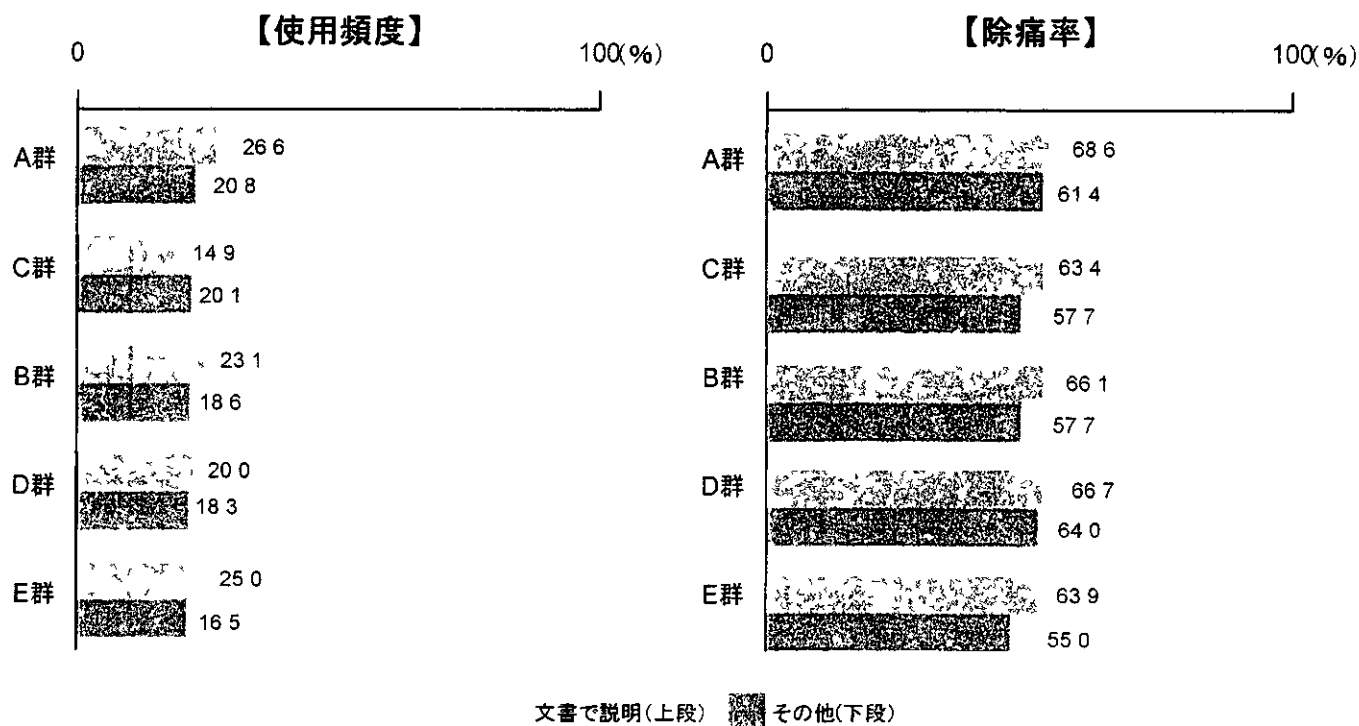 【使用頻度】
0 100(%)
A群 26 6
20 8
C群 14 9
20 1
B群 23 1
18 6
D群 20 0
18 3
E群 25 0
16 5
【除痛率】
0 100(%)
A群 68 6
61 4
C群 63 4
57 7
B群 66 1
57 7
D群 66 7
64 0
E群 63 9
55 0
文書で説明(上段) その他(下段)